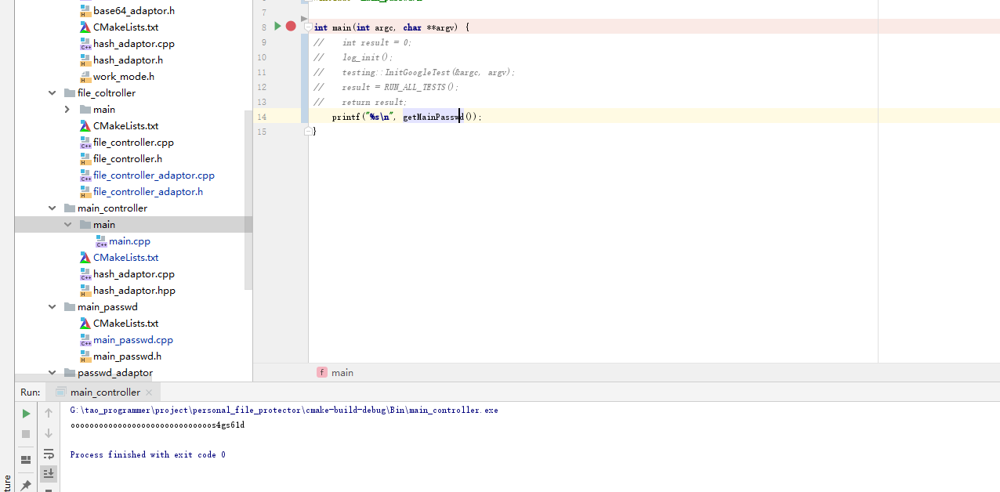 base64_adaptor.h
CMakeLists.txt
hash_adaptor.cpp
hash_adaptor.h
work_mode.h
file_coltroller
main
CMakeLists.txt
file_controller.cpp
file_controller.h
file_controller_adaptor.cpp
file_controller_adaptor.h
main_controller
main
main.cpp
CMakeLists.txt
hash_adaptor.cpp
hash_adaptor.hpp
main_passwd
CMakeLists.txt
main_passwd.cpp
main_passwd.h
passwd_adaptor
7
8 int main(int argc, char **argv) {
9 //   int result = 0;
10 //   log_init();
11 //   testing::InitGoogleTest(&argc, argv);
12 //   result = RUN_ALL_TESTS();
13 //   return result;
14    printf("%s\n", getMainPasswd());
15 }
f main
Run: main_controller
G:\tao_programmer\project\personal_file_protector\cmake-build-debug\Bin\main_controller.exe
Process finished with exit code 0
ture